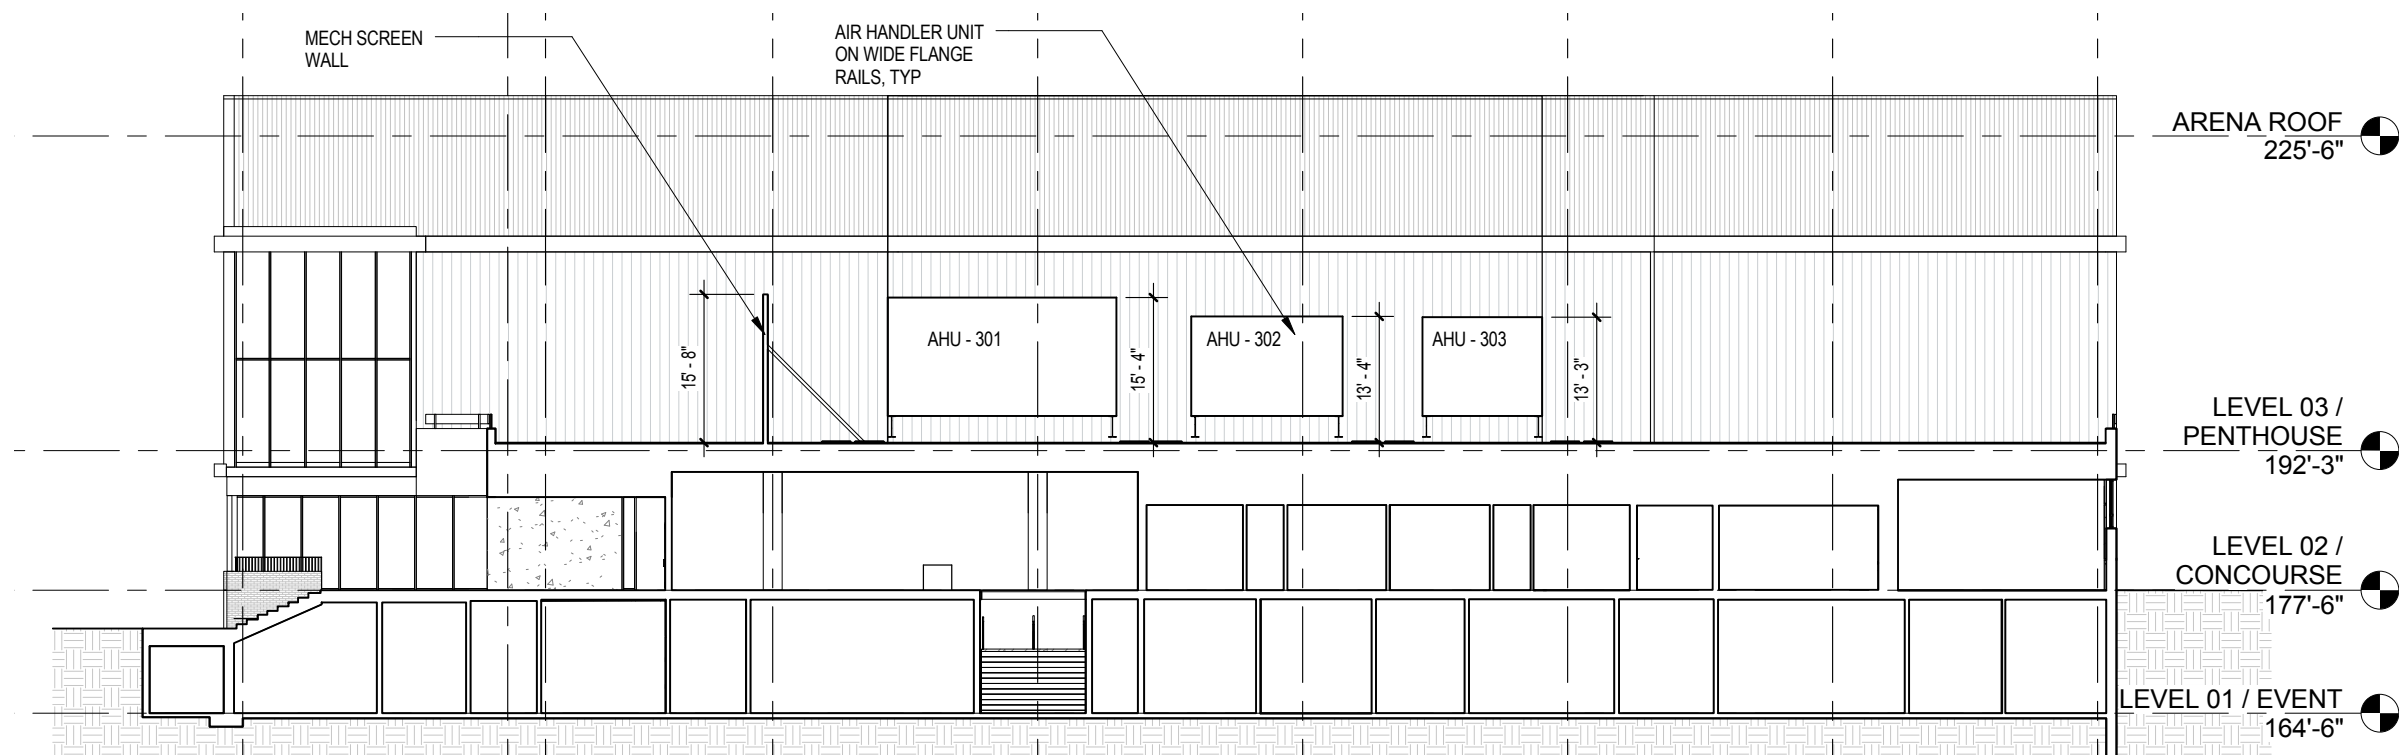 MECH SCREEN
WALL
AIR HANDLER UNIT
ON WIDE FLANGE
RAILS, TYP
ARENA ROOF
225'-6"
15' - 8"
AHU - 301
15' - 4"
AHU - 302
13' - 4"
AHU - 303
13' - 3"
LEVEL 03 /
PENTHOUSE
192'-3"
LEVEL 02 /
CONCOURSE
177'-6"
LEVEL 01 / EVENT
164'-6"